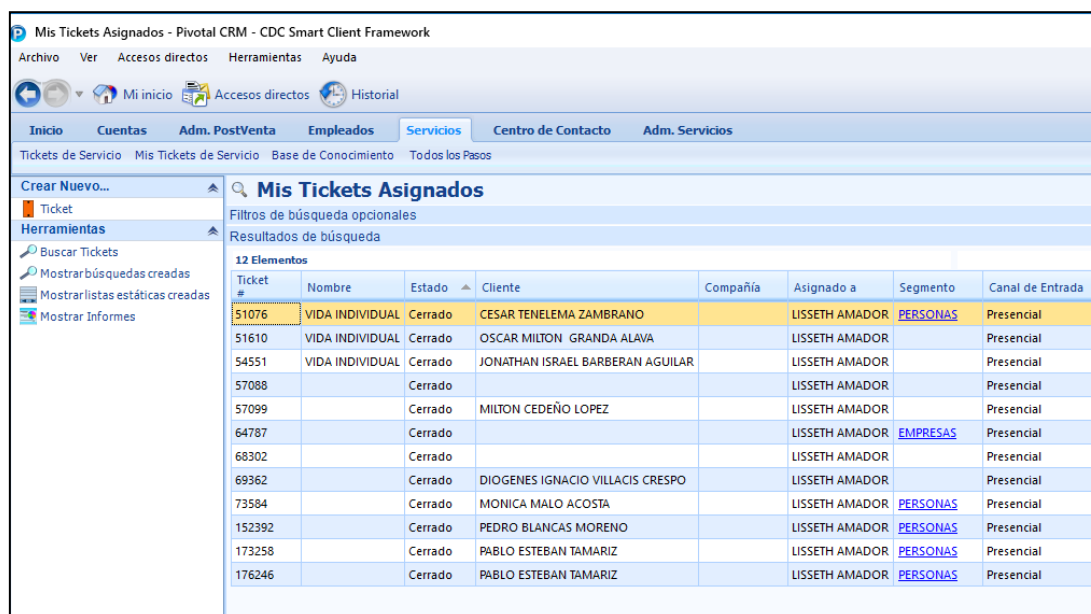 Mis Tickets Asignados - Pivotal CRM - CDC Smart Client Framework
Archivo Ver Accesos directos Herramientas Ayuda
Mi inicio Accesos directos Historial
Inicio Cuentas Adm. PostVenta Empleados Servicios Centro de Contacto Adm. Servicios
Tickets de Servicio Mis Tickets de Servicio Base de Conocimiento Todos los Pasos
Crear Nuevo...
Ticket
Herramientas
Buscar Tickets
Mostrar búsquedas creadas
Mostrar listas estáticas creadas
Mostrar Informes
Mis Tickets Asignados
Filtros de búsqueda opcionales
Resultados de búsqueda
12 Elementos
Ticket # Nombre Estado Cliente Compañía Asignado a Segmento Canal de Entrada
51076 VIDA INDIVIDUAL Cerrado CESAR TENELEMA ZAMBRANO LISSETH AMADOR PERSONAS Presencial
51610 VIDA INDIVIDUAL Cerrado OSCAR MILTON GRANDA ALAVA LISSETH AMADOR Presencial
54551 VIDA INDIVIDUAL Cerrado JONATHAN ISRAEL BARBERAN AGUILAR LISSETH AMADOR Presencial
57088 Cerrado LISSETH AMADOR Presencial
57099 Cerrado MILTON CEDEÑO LOPEZ LISSETH AMADOR Presencial
64787 Cerrado LISSETH AMADOR EMPRESAS Presencial
68302 Cerrado LISSETH AMADOR Presencial
69362 Cerrado DIOGENES IGNACIO VILLACIS CRESPO LISSETH AMADOR Presencial
73584 Cerrado MONICA MALO ACOSTA LISSETH AMADOR PERSONAS Presencial
152392 Cerrado PEDRO BLANCAS MORENO LISSETH AMADOR PERSONAS Presencial
173258 Cerrado PABLO ESTEBAN TAMARIZ LISSETH AMADOR PERSONAS Presencial
176246 Cerrado PABLO ESTEBAN TAMARIZ LISSETH AMADOR PERSONAS Presencial